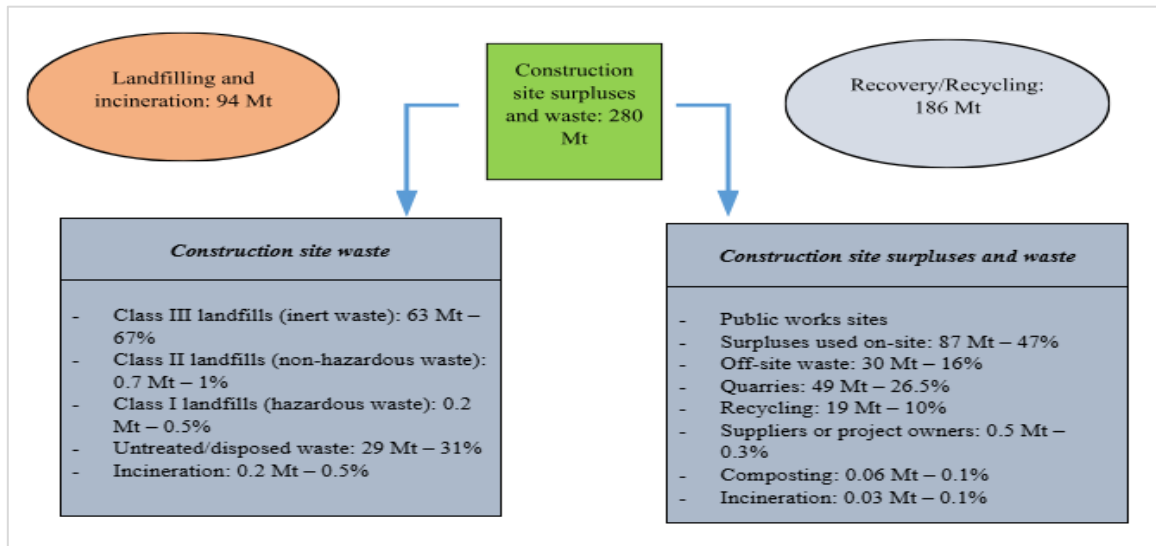 Landfilling and
incineration: 94 Mt
Construction
site surpluses
and waste: 280
Mt
Recovery/Recycling:
186 Mt
Construction site waste
- Class III landfills (inert waste): 63 Mt –
67%
- Class II landfills (non-hazardous waste):
0.7 Mt – 1%
- Class I landfills (hazardous waste): 0.2
Mt – 0.5%
- Untreated/disposed waste: 29 Mt – 31%
- Incineration: 0.2 Mt – 0.5%
Construction site surpluses and waste
- Public works sites
- Surpluses used on-site: 87 Mt – 47%
- Off-site waste: 30 Mt – 16%
- Quarries: 49 Mt – 26.5%
- Recycling: 19 Mt – 10%
- Suppliers or project owners: 0.5 Mt –
0.3%
- Composting: 0.06 Mt – 0.1%
- Incineration: 0.03 Mt – 0.1%